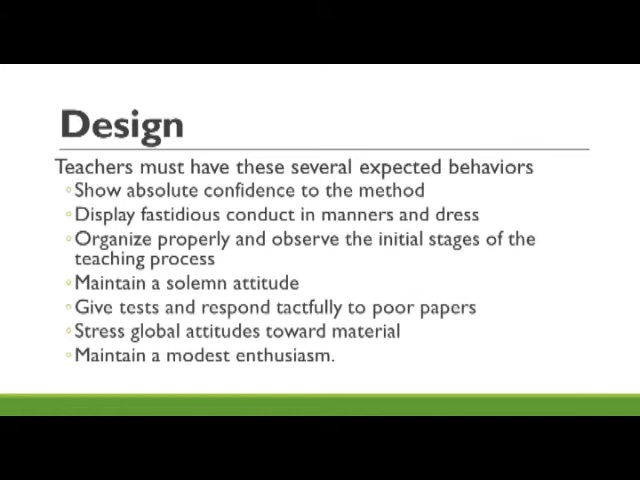 Design
Teachers must have these several expected behaviors
◦Show absolute confidence to the method
◦Display fastidious conduct in manners and dress
◦Organize properly and observe the initial stages of the
teaching process
◦Maintain a solemn attitude
◦Give tests and respond tactfully to poor papers
◦Stress global attitudes toward material
◦Maintain a modest enthusiasm.